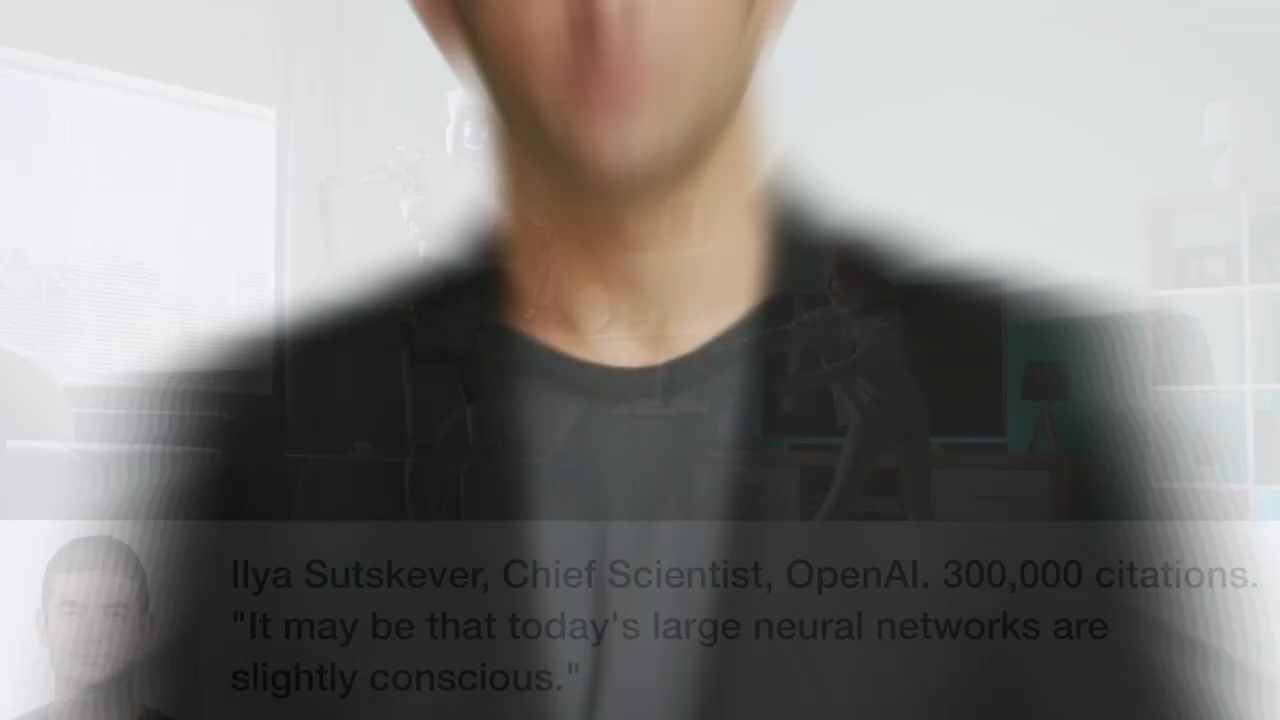 Ilya Sutskever, Chief Scientist, OpenAI. 300,000 citations.
"It may be that today's large neural networks are
slightly conscious."